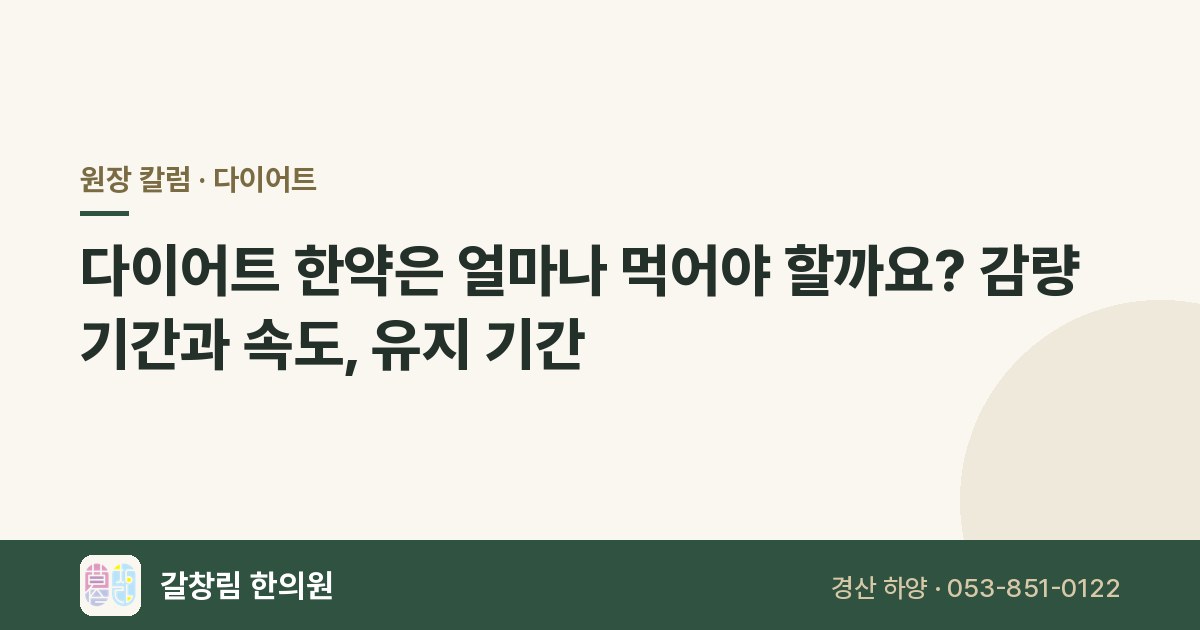 원장 칼럼 · 다이어트
다이어트 한약은 얼마나 먹어야 할까요? 감량
기간과 속도, 유지 기간
갈창림 한의원
경산 하양 · 053-851-0122